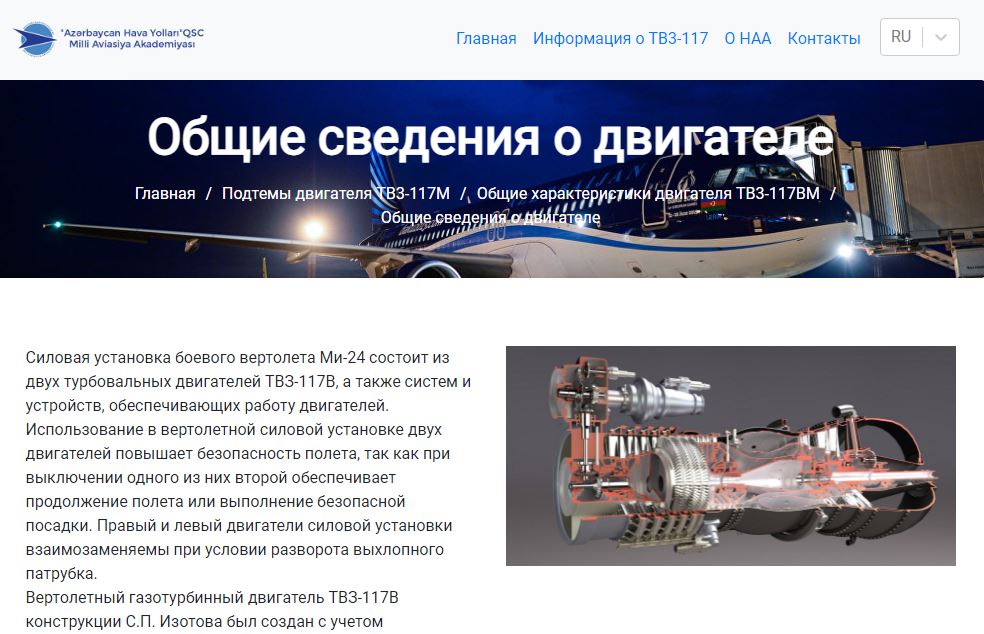 "Azərbaycan Hava Yolları"QSC
Milli Aviasiya Akademiyası
Главная Информация о ТВ3-117 О НАА Контакты RU
Общие сведения о двигателе
Главная / Подтемы двигателя ТВ3-117М / Общие характеристики двигателя ТВ3-117ВМ /
Общие сведения о двигателе
Силовая установка боевого вертолета Ми-24 состоит из
двух турбовальных двигателей ТВЗ-117В, а также систем и
устройств, обеспечивающих работу двигателей.
Использование в вертолетной силовой установке двух
двигателей повышает безопасность полета, так как при
выключении одного из них второй обеспечивает
продолжение полета или выполнение безопасной
посадки. Правый и левый двигатели силовой установки
взаимозаменяемы при условии разворота выхлопного
патрубка.
Вертолетный газотурбинный двигатель ТВЗ-117В
конструкции С.П. Изотова был создан с учетом